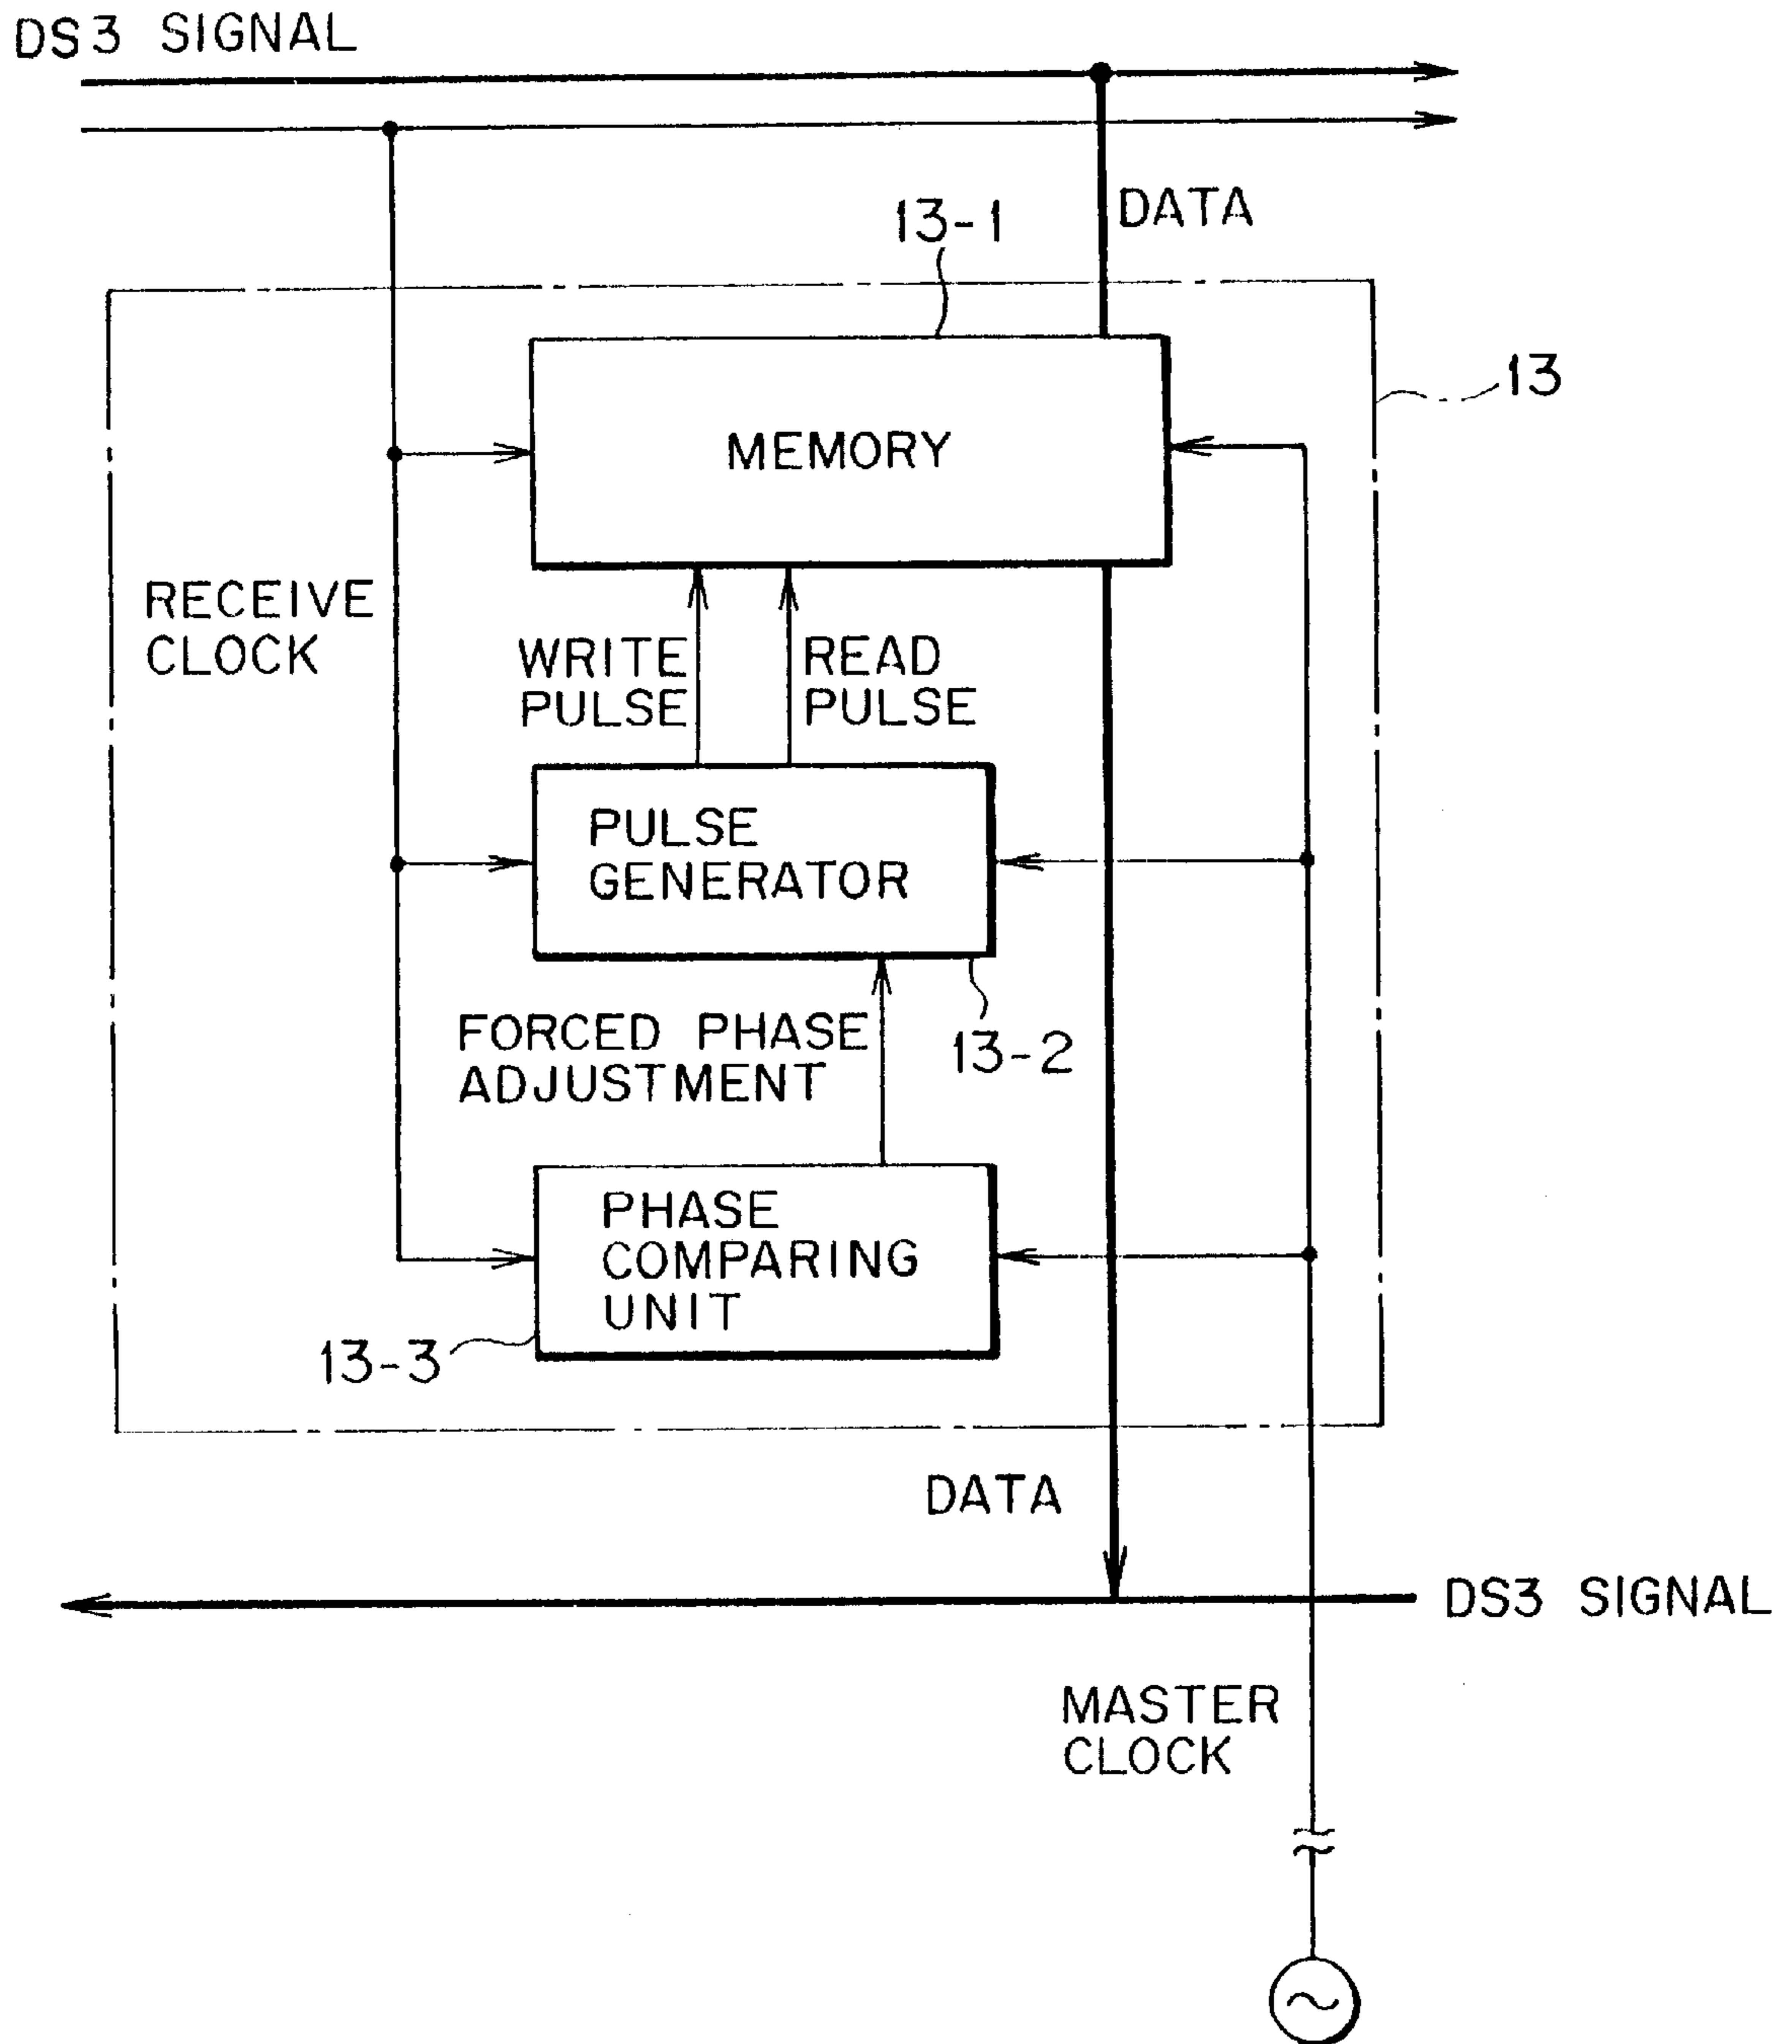 DS3 SIGNAL
DATA
13-1
13
MEMORY
RECEIVE
CLOCK
WRITE
PULSE
READ
PULSE
PULSE
GENERATOR
13-2
FORCED PHASE
ADJUSTMENT
PHASE
COMPARING
UNIT
13-3
DATA
DS3 SIGNAL
MASTER
CLOCK